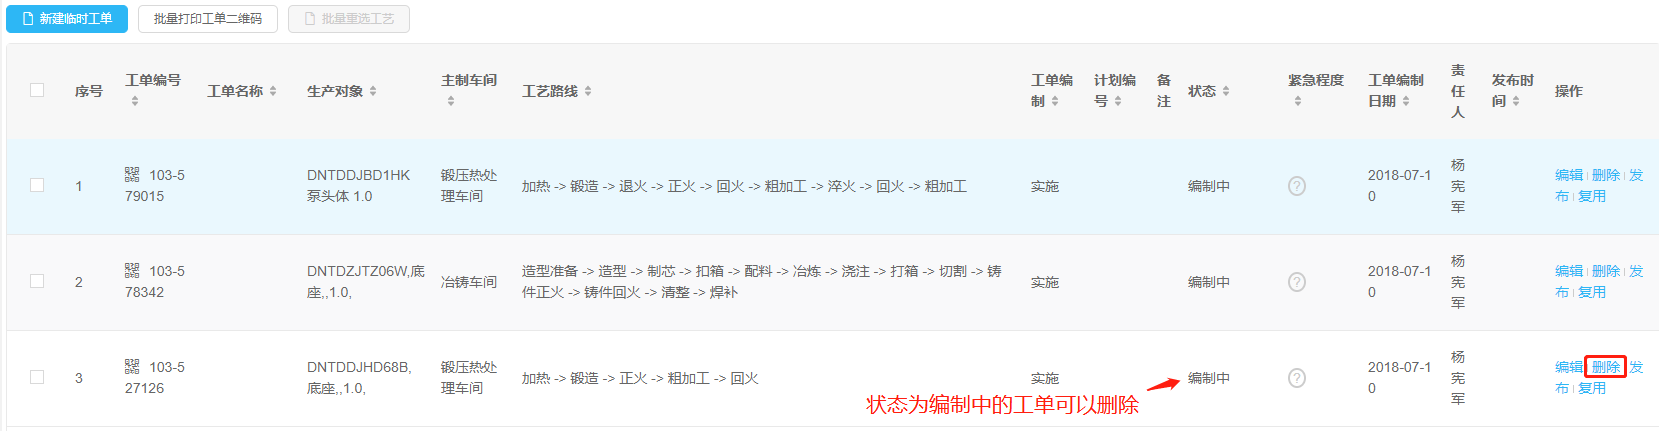 新建临时工单 批量打印工单二维码 批量重选工艺
序号 工单编号 工单名称 生产对象 主制车间 工艺路线 工单编制 计划编号 备注 状态 紧急程度 工单编制日期 责任人 发布时间 操作
1 103-579015 DNTDDJBD1HK泵头体 1.0 锻压热处理车间 加热 -> 锻造 -> 退火 -> 正火 -> 回火 -> 粗加工 -> 淬火 -> 回火 -> 粗加工 实施 编制中 ? 2018-07-10 杨宪军 编辑 | 删除 | 发布 | 复用
2 103-578342 DNTDZJTZ06W,底座,,1.0, 冶铸车间 造型准备 -> 造型 -> 制芯 -> 扣箱 -> 配料 -> 冶炼 -> 浇注 -> 打箱 -> 切割 -> 铸件正火 -> 铸件回火 -> 清整 -> 焊补 实施 编制中 ? 2018-07-10 杨宪军 编辑 | 删除 | 发布 | 复用
3 103-527126 DNTDDJHD68B,底座,,1.0, 锻压热处理车间 加热 -> 锻造 -> 正火 -> 粗加工 -> 回火 实施 编制中 ? 2018-07-10 杨宪军 编辑 | 删除 | 发布 | 复用
状态为编制中的工单可以删除